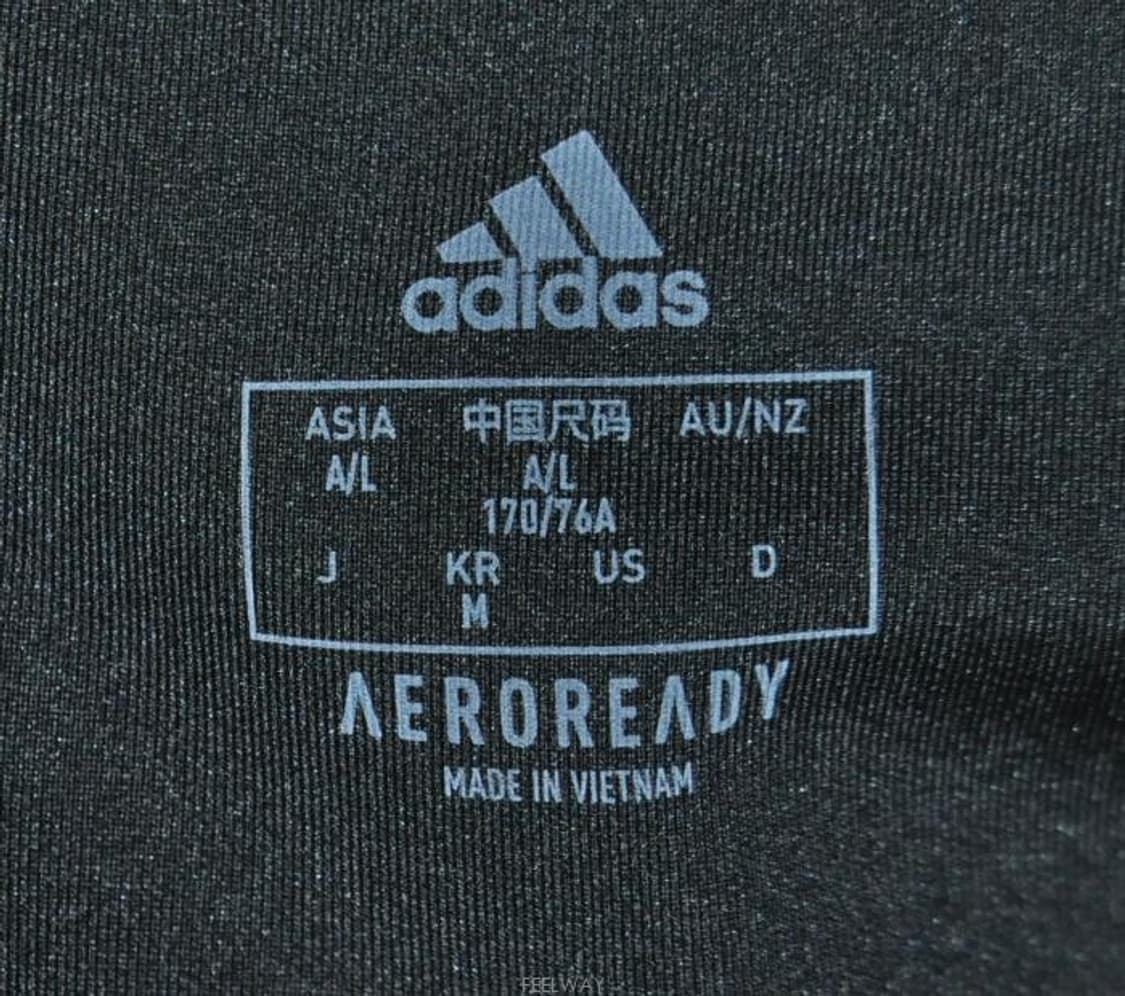 adidas
ASIA 中国尺码 AU/NZ
A/L A/L
170/76A
J KR US D
M
AEROREADY
MADE IN VIETNAM
FEELWAY